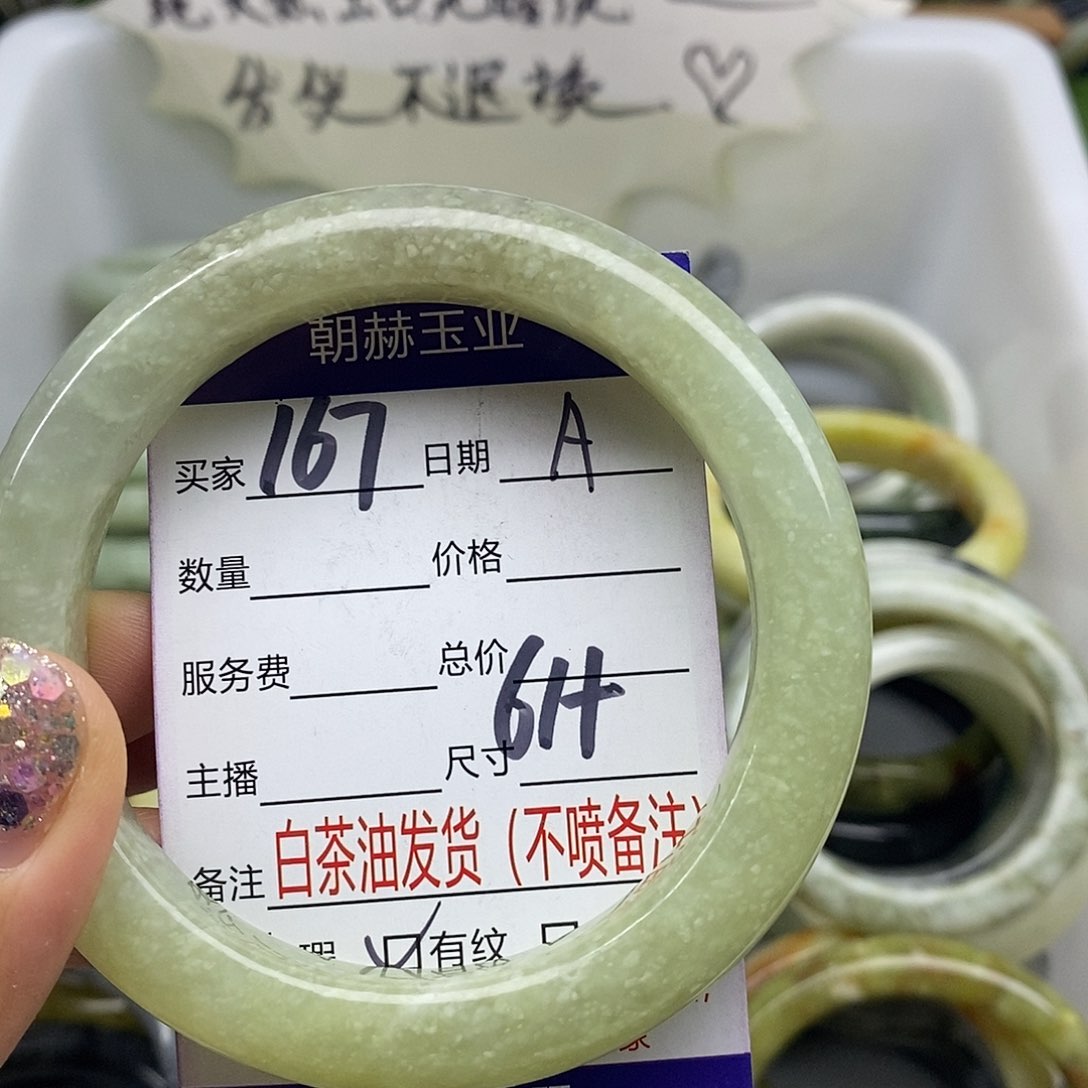 不退换
朝赫玉业
买家 167 日期 A
数量 价格
服务费 总价
61H
主播 尺寸
备注 白茶油发货(不喷备注)
瑕 有纹